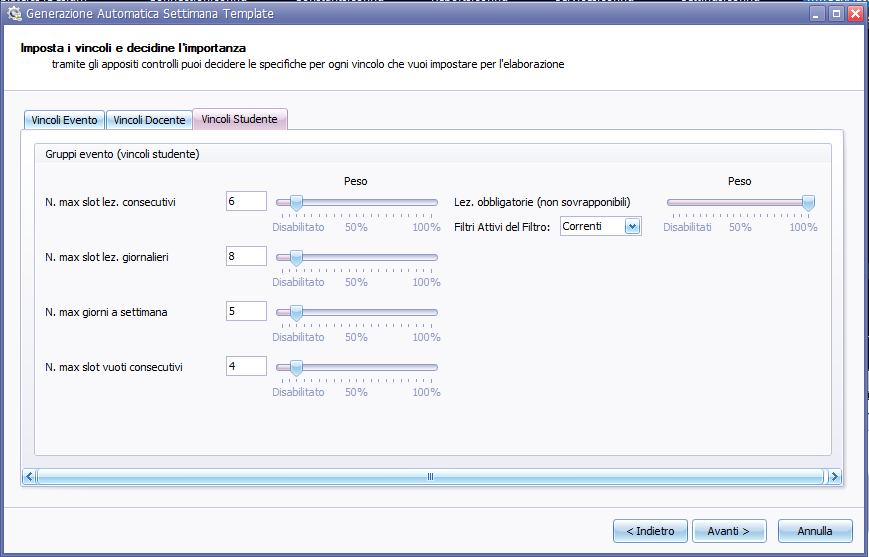 Generazione Automatica Settimana Template
Imposta i vincoli e decidine l'importanza
tramite gli appositi controlli puoi decidere le specifiche per ogni vincolo che vuoi impostare per l'elaborazione
Vincoli Evento Vincoli Docente Vincoli Studente
Gruppi evento (vincoli studente)
Peso Peso
N. max slot lez. consecutivi 6 Lez. obbligatorie (non sovrapponibili)
Disabilitato 50% 100% Filtri Attivi del Filtro: Correnti Disabilitati 50% 100%
N. max slot lez. giornalieri 8
Disabilitato 50% 100%
N. max giorni a settimana 5
Disabilitato 50% 100%
N. max slot vuoti consecutivi 4
Disabilitato 50% 100%
< Indietro Avanti > Annulla